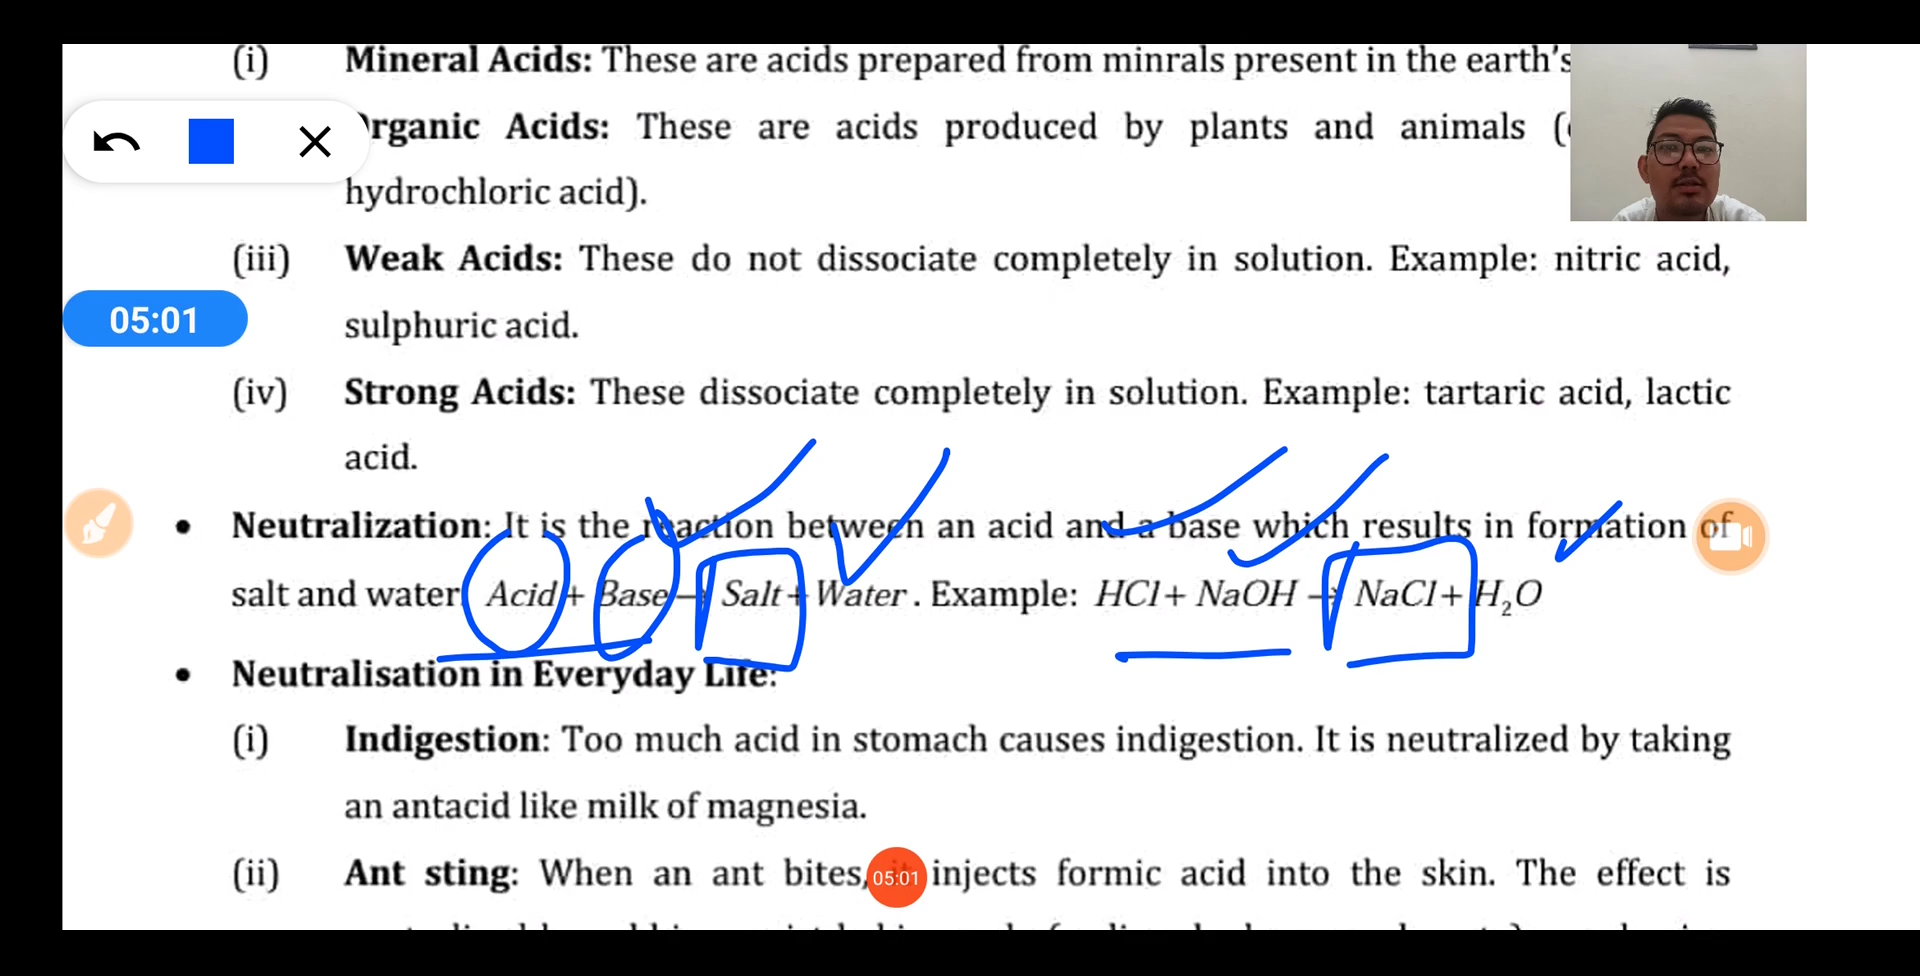 (i) Mineral Acids: These are acids prepared from minrals present in the earth's
rganic Acids: These are acids produced by plants and animals (
hydrochloric acid).
(iii) Weak Acids: These do not dissociate completely in solution. Example: nitric acid,
05:01
sulphuric acid.
(iv) Strong Acids: These dissociate completely in solution. Example: tartaric acid, lactic
acid.
• Neutralization: It is the reaction between an acid and a base which results in formation of
salt and water. Acid + Base → Salt + Water . Example: HCl + NaOH → NaCl + H₂O
• Neutralisation in Everyday Life:
(i) Indigestion: Too much acid in stomach causes indigestion. It is neutralized by taking
an antacid like milk of magnesia.
(ii) Ant sting: When an ant bites, it injects formic acid into the skin. The effect is
05:01